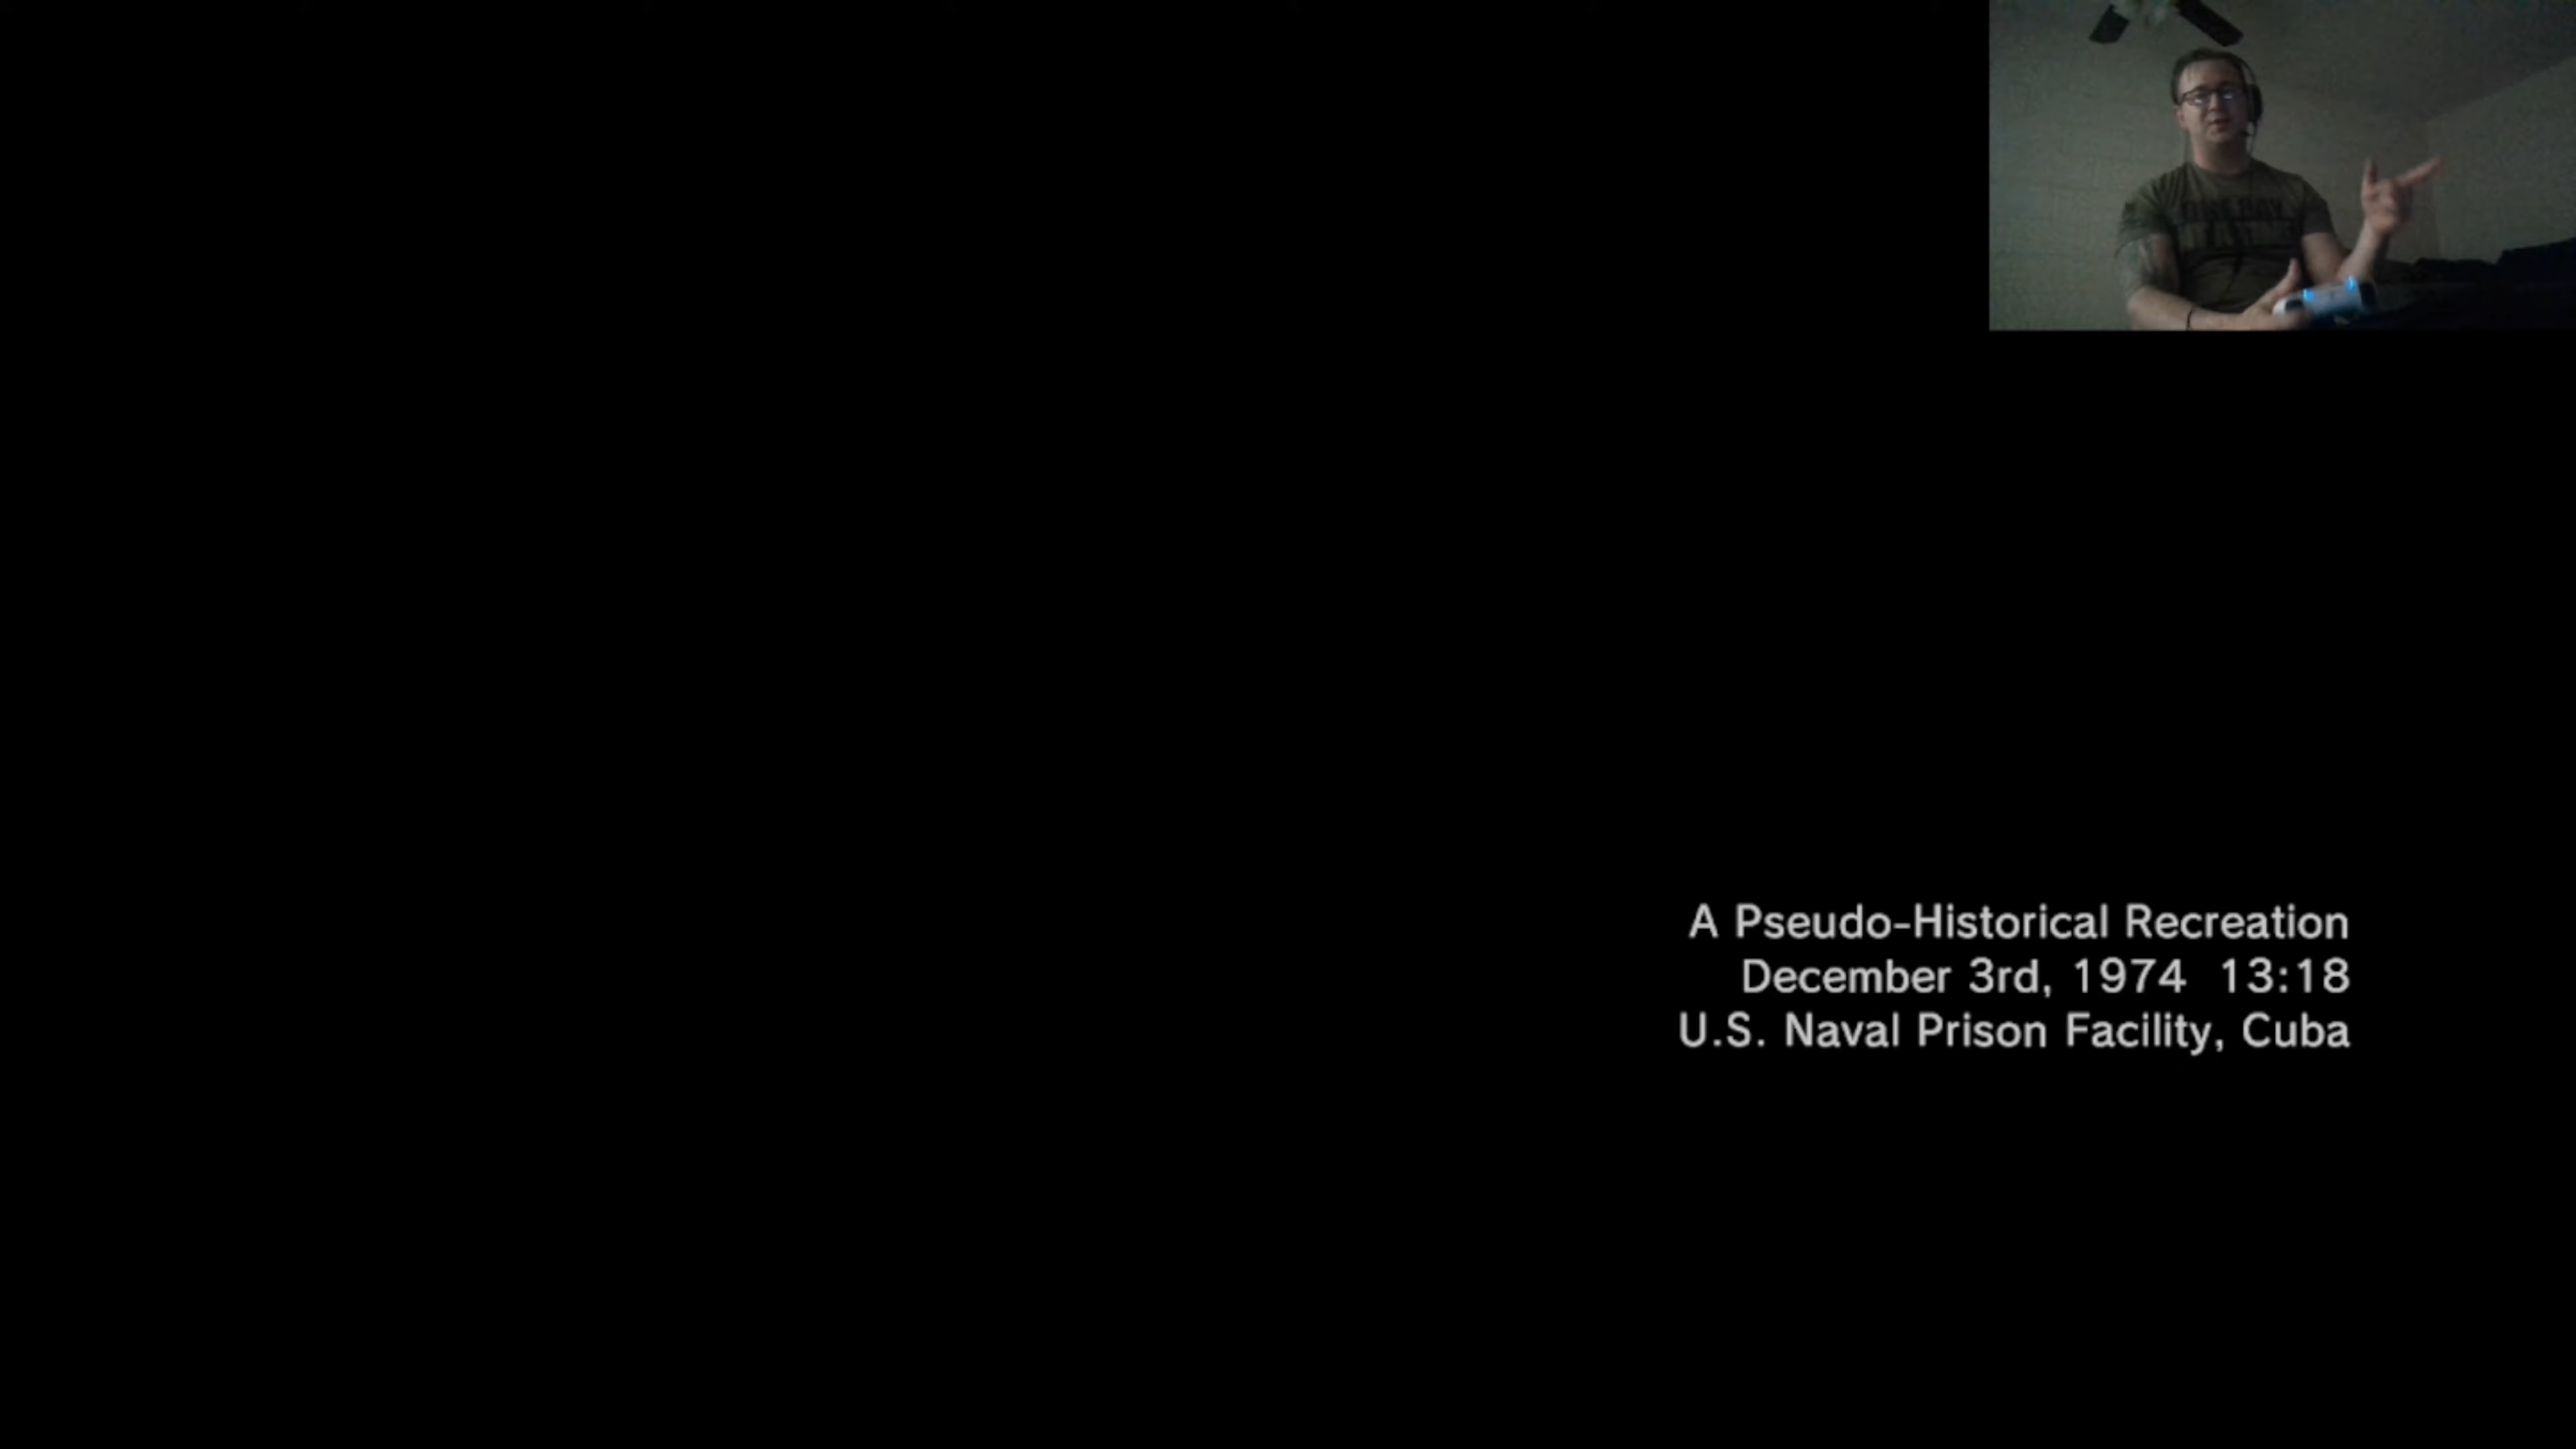 A Pseudo-Historical Recreation
December 3rd, 1974 13:18
U.S. Naval Prison Facility, Cuba